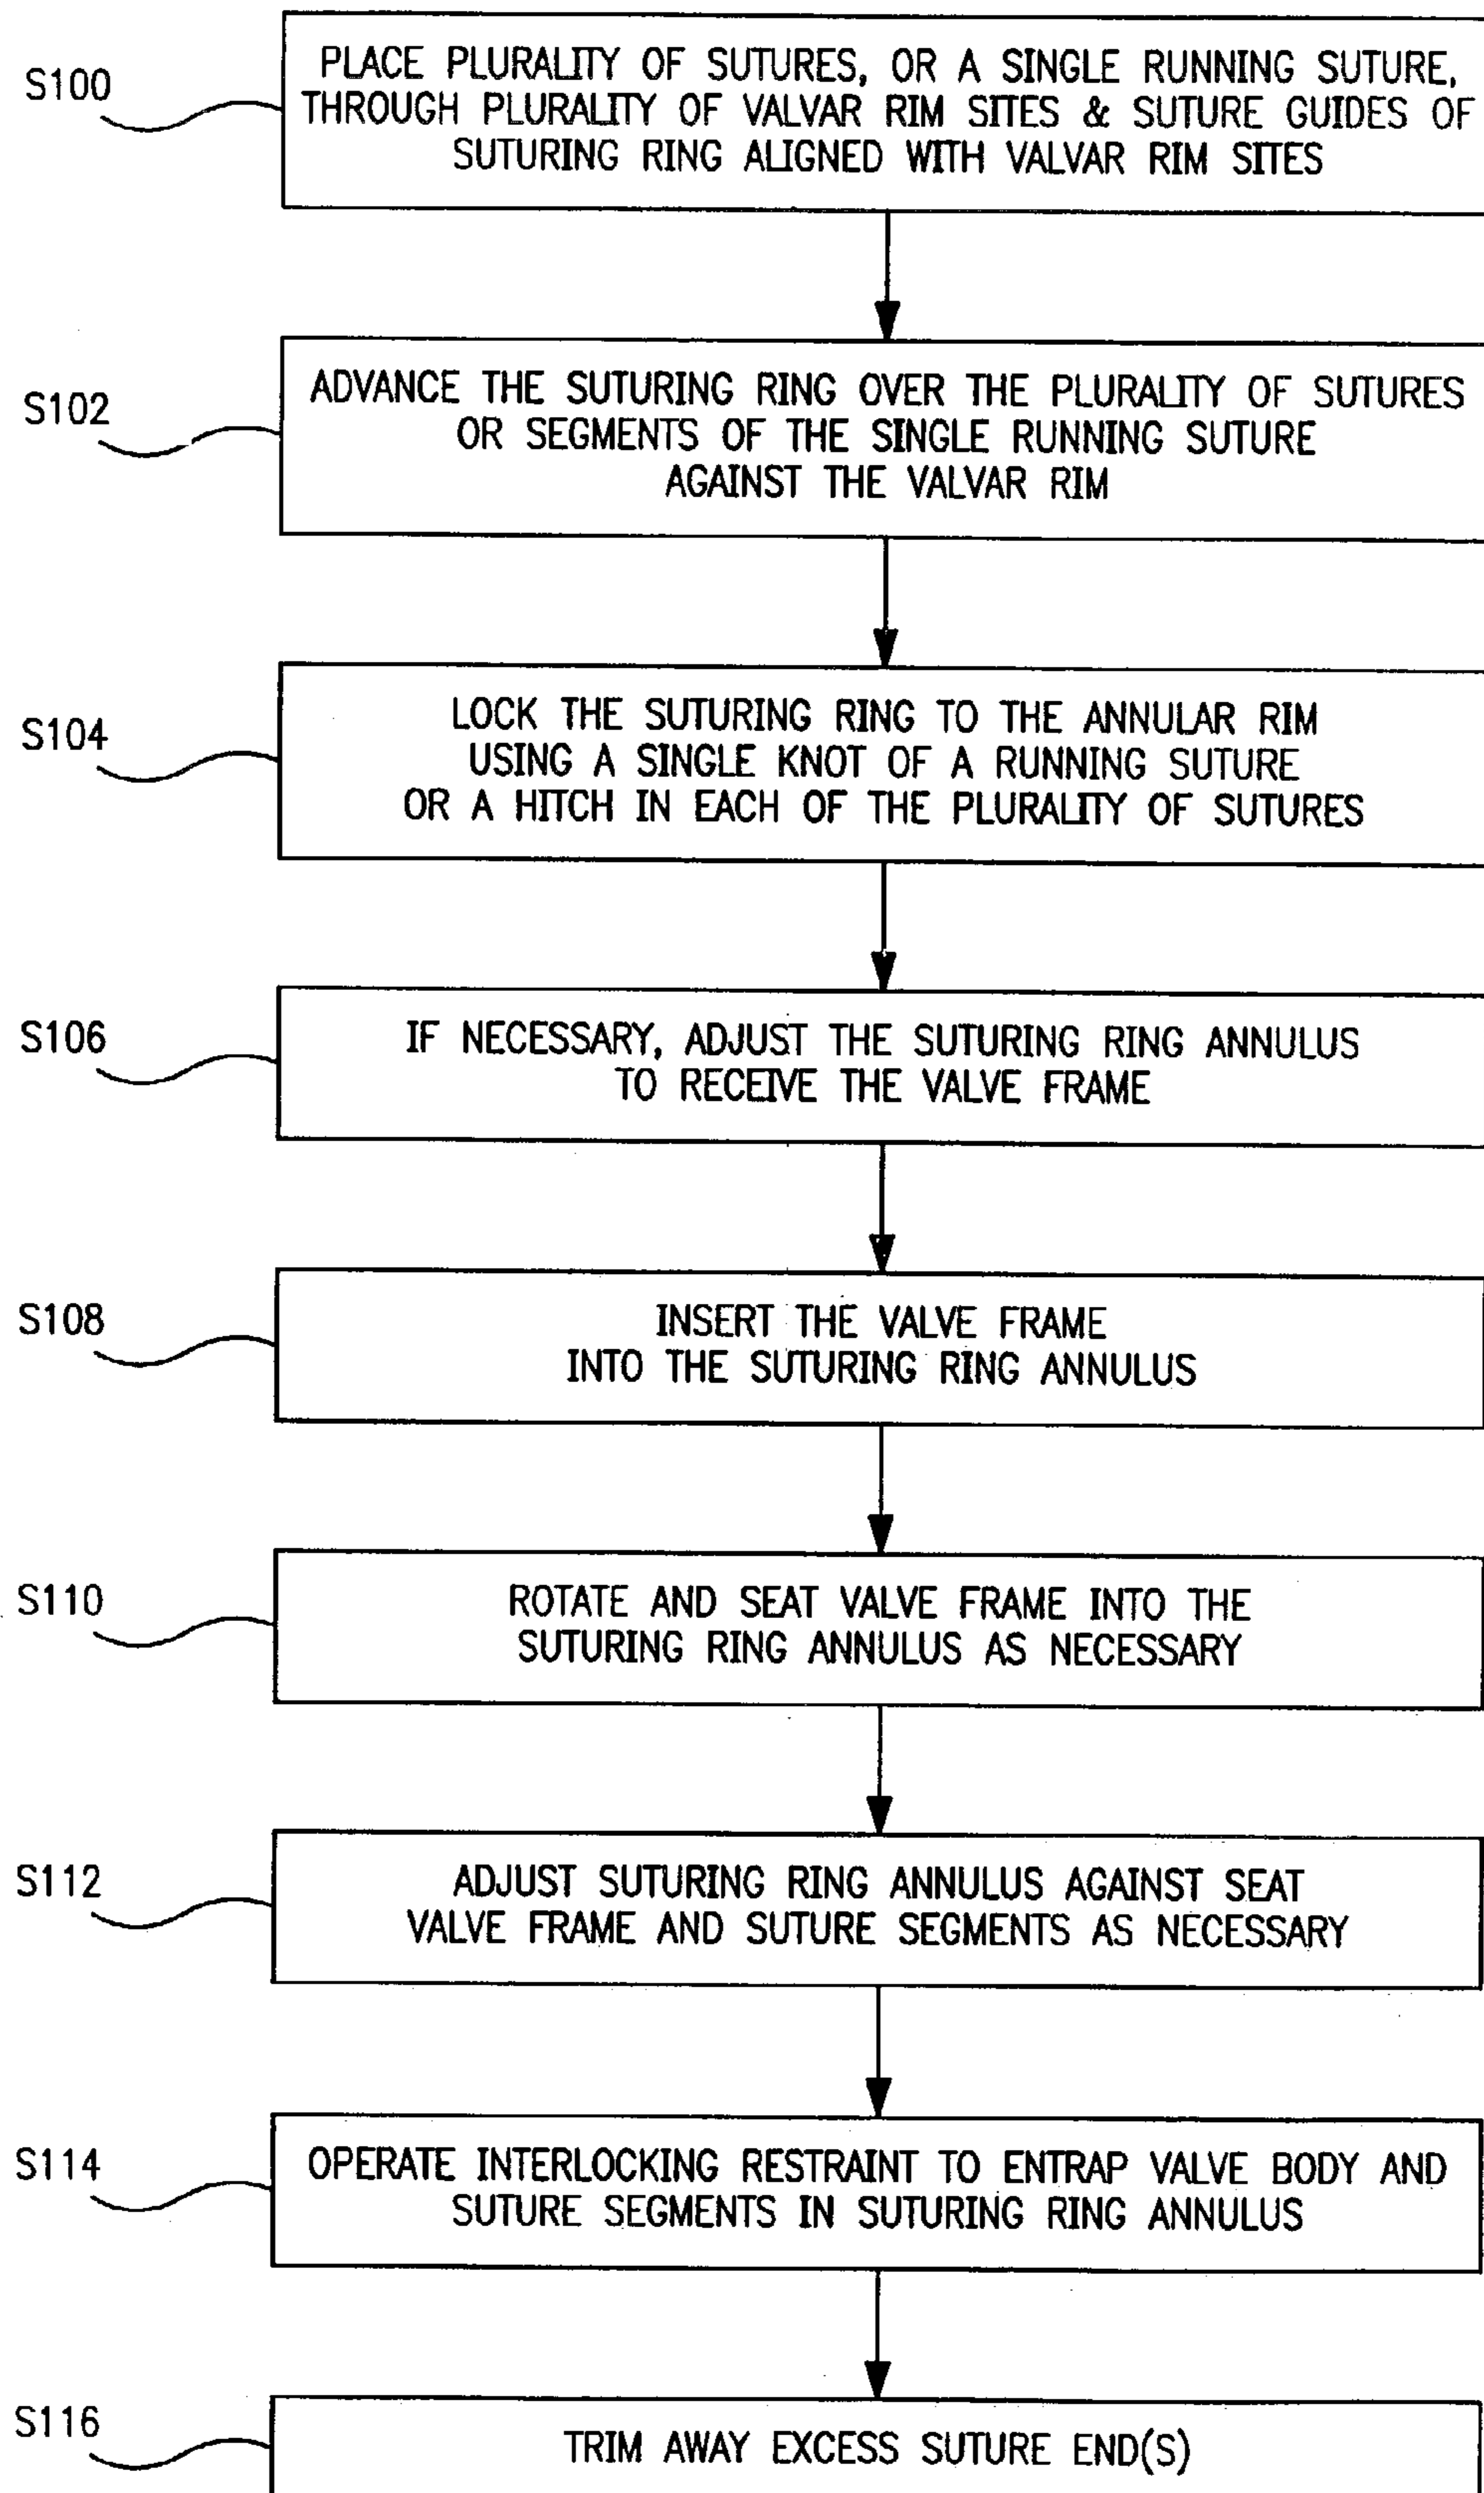 S100
PLACE PLURALITY OF SUTURES, OR A SINGLE RUNNING SUTURE,
THROUGH PLURALITY OF VALVAR RIM SITES & SUTURE GUIDES OF
SUTURING RING ALIGNED WITH VALVAR RIM SITES
S102
ADVANCE THE SUTURING RING OVER THE PLURALITY OF SUTURES
OR SEGMENTS OF THE SINGLE RUNNING SUTURE
AGAINST THE VALVAR RIM
S104
LOCK THE SUTURING RING TO THE ANNULAR RIM
USING A SINGLE KNOT OF A RUNNING SUTURE
OR A HITCH IN EACH OF THE PLURALITY OF SUTURES
S106
IF NECESSARY, ADJUST THE SUTURING RING ANNULUS
TO RECEIVE THE VALVE FRAME
S108
INSERT THE VALVE FRAME
INTO THE SUTURING RING ANNULUS
S110
ROTATE AND SEAT VALVE FRAME INTO THE
SUTURING RING ANNULUS AS NECESSARY
S112
ADJUST SUTURING RING ANNULUS AGAINST SEAT
VALVE FRAME AND SUTURE SEGMENTS AS NECESSARY
S114
OPERATE INTERLOCKING RESTRAINT TO ENTRAP VALVE BODY AND
SUTURE SEGMENTS IN SUTURING RING ANNULUS
S116
TRIM AWAY EXCESS SUTURE END(S)